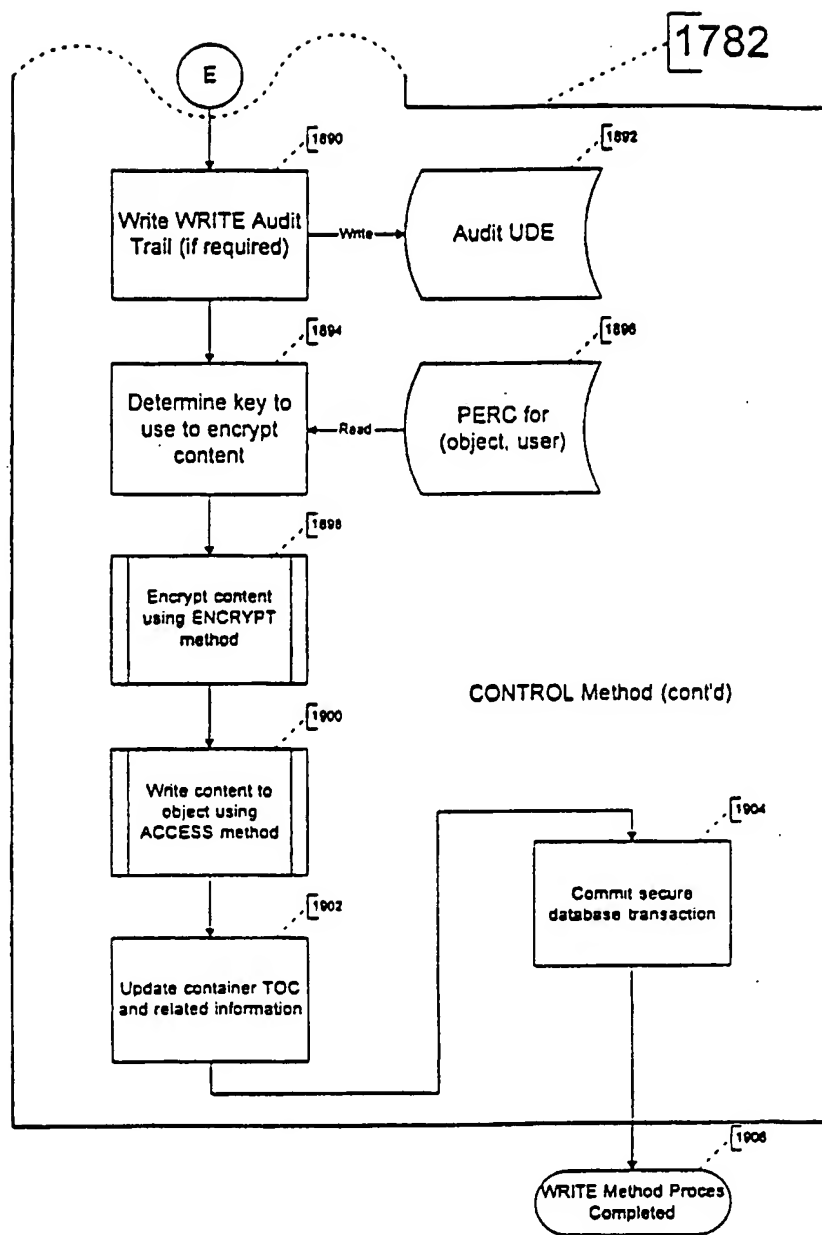 1782
E
1890
Write WRITE Audit
Trail (if required)
Write
1892
Audit UDE
1894
Determine key to
use to encrypt
content
Read
1896
PERC for
(object, user)
1898
Encrypt content
using ENCRYPT
method
CONTROL Method (cont'd)
1900
Write content to
object using
ACCESS method
1902
Update container TOC
and related information
1904
Commit secure
database transaction
1906
WRITE Method Proces
Completed